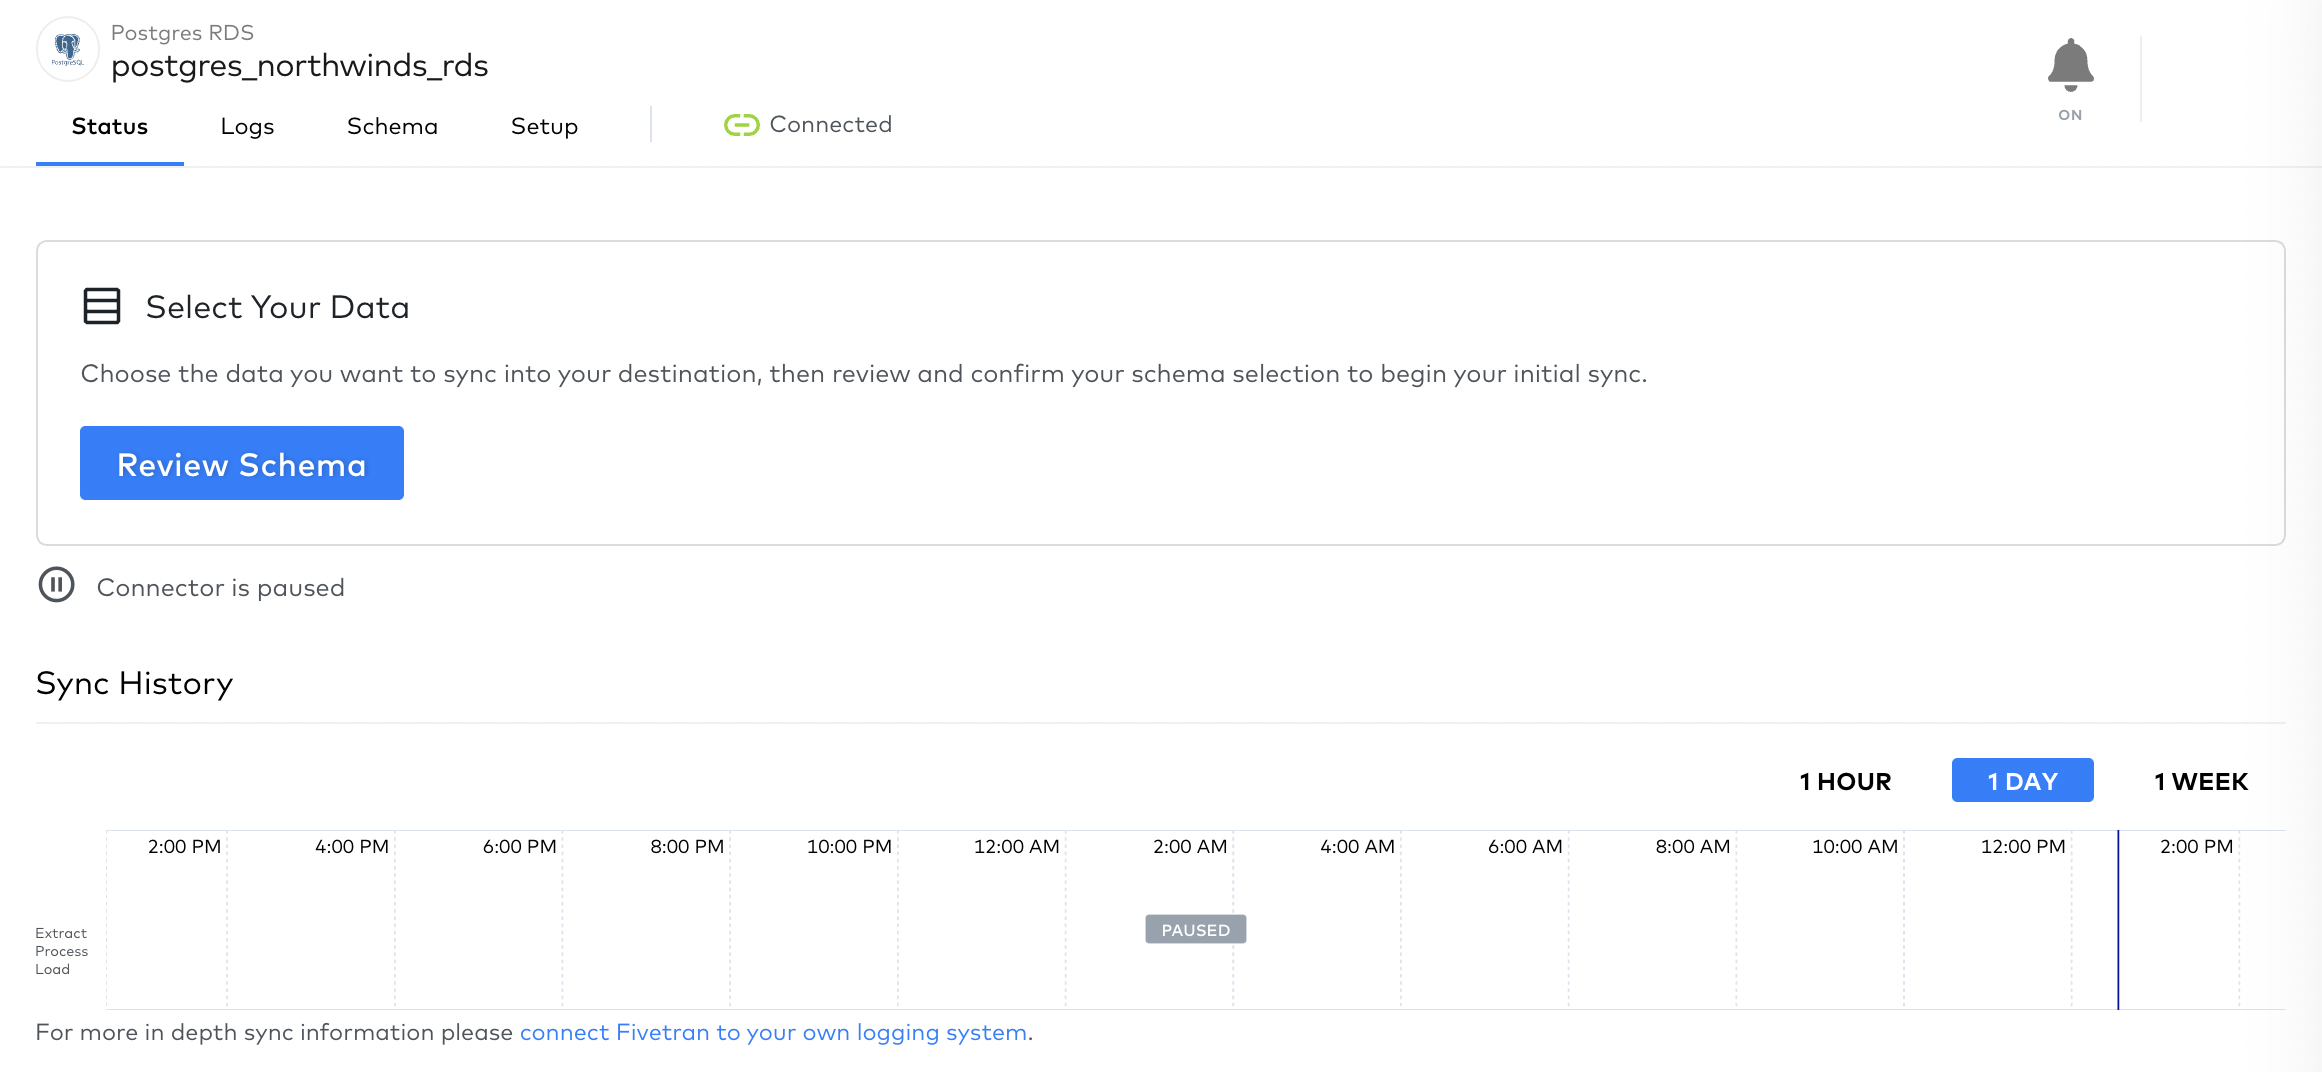 Postgres RDS
PostgreSQL
postgres_northwinds_rds
ON
Status Logs Schema Setup Connected
Select Your Data
Choose the data you want to sync into your destination, then review and confirm your schema selection to begin your initial sync.
Review Schema
Connector is paused
Sync History
1 HOUR 1 DAY 1 WEEK
2:00 PM 4:00 PM 6:00 PM 8:00 PM 10:00 PM 12:00 AM 2:00 AM 4:00 AM 6:00 AM 8:00 AM 10:00 AM 12:00 PM 2:00 PM
PAUSED
Extract
Process
Load
For more in depth sync information please connect Fivetran to your own logging system.